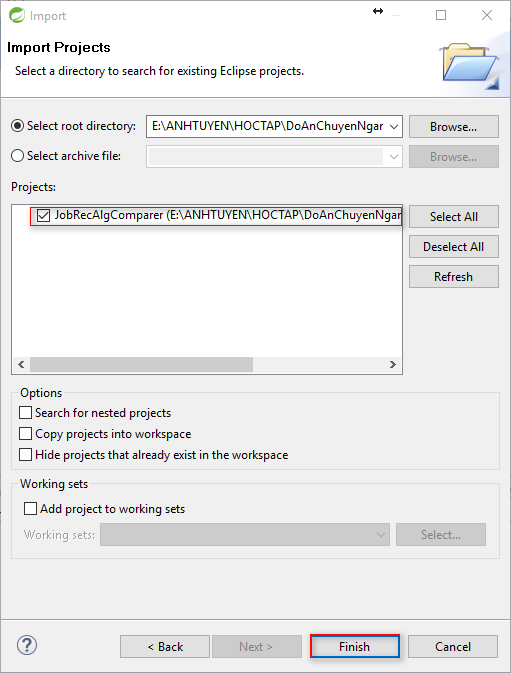 Import
Import Projects
Select a directory to search for existing Eclipse projects.
Select root directory: E:\ANHTUYEN\HOCTAP\DoAnChuyenNgar Browse...
Select archive file: Browse...
Projects:
JobRecAlgComparer (E:\ANHTUYEN\HOCTAP\DoAnChuyenNgar
Select All
Deselect All
Refresh
Options
Search for nested projects
Copy projects into workspace
Hide projects that already exist in the workspace
Working sets
Add project to working sets
Working sets: Select...
? < Back Next > Finish Cancel